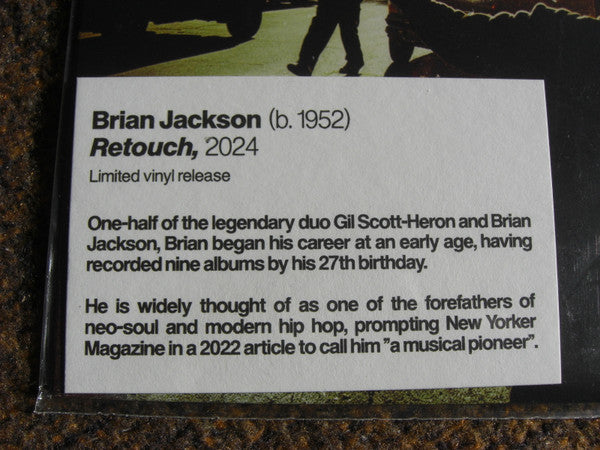 Brian Jackson (b. 1952)
Retouch, 2024
Limited vinyl release
One-half of the legendary duo Gil Scott-Heron and Brian
Jackson, Brian began his career at an early age, having
recorded nine albums by his 27th birthday.
He is widely thought of as one of the forefathers of
neo-soul and modern hip hop, prompting New Yorker
Magazine in a 2022 article to call him ”a musical pioneer”.